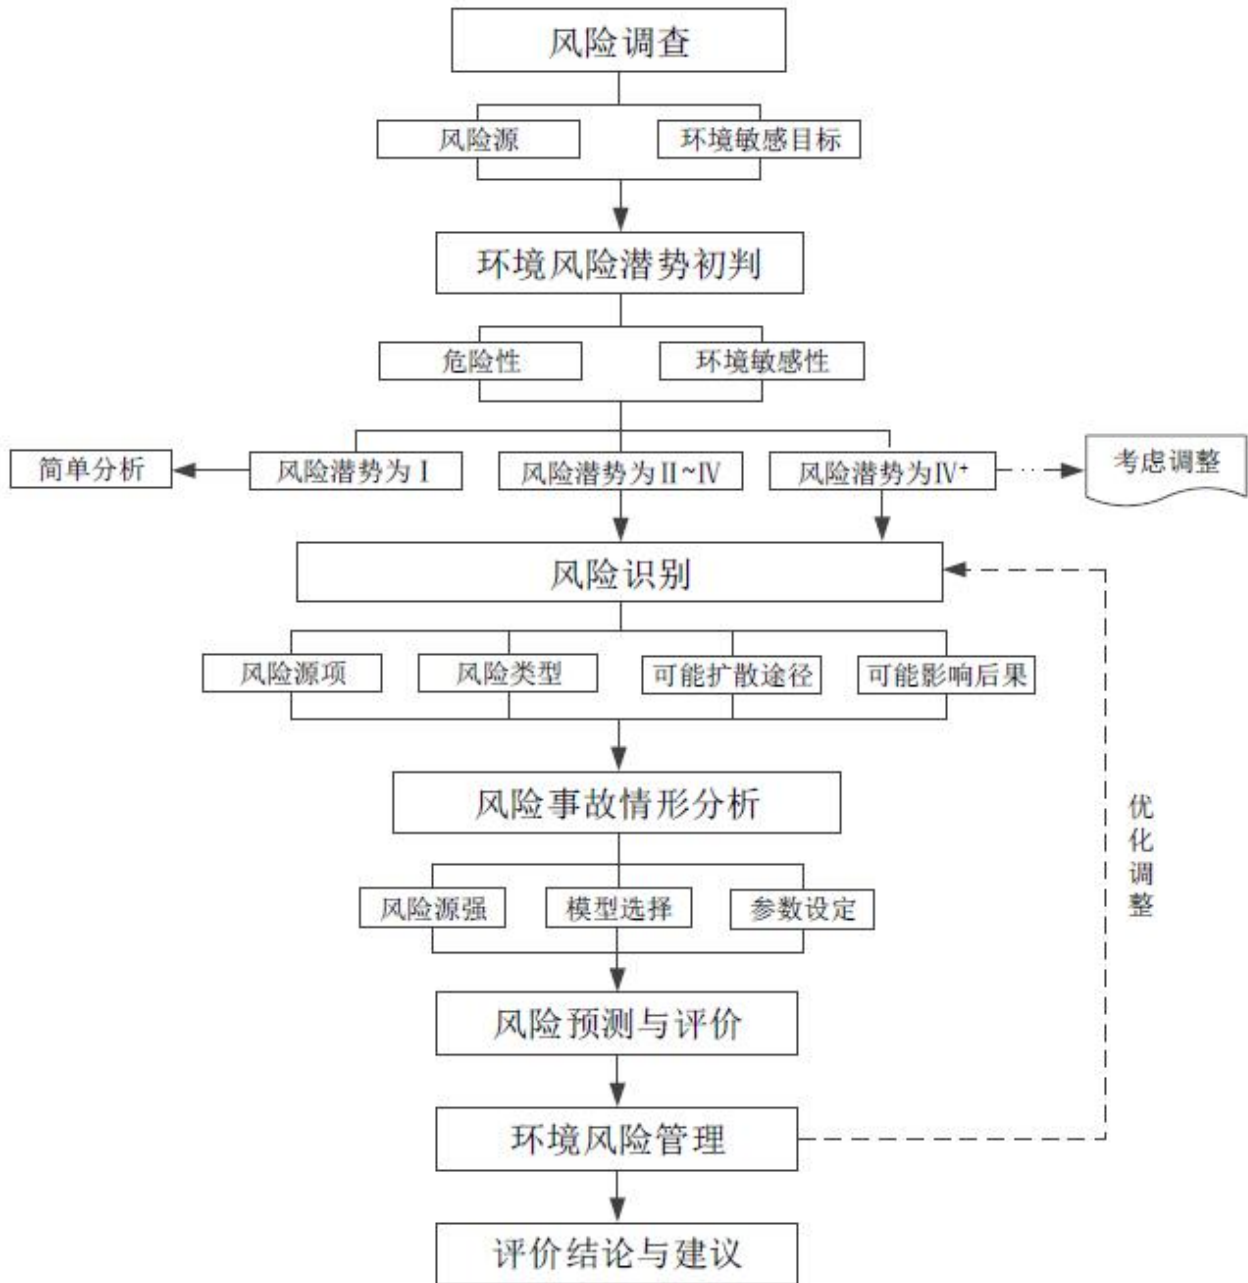 风险调查
风险源
环境敏感目标
环境风险潜势初判
危险性
环境敏感性
简单分析
风险潜势为Ⅰ
风险潜势为Ⅱ~Ⅳ
风险潜势为Ⅳ⁺
考虑调整
风险识别
风险源项
风险类型
可能扩散途径
可能影响后果
风险事故情形分析
优化调整
风险源强
模型选择
参数设定
风险预测与评价
环境风险管理
评价结论与建议